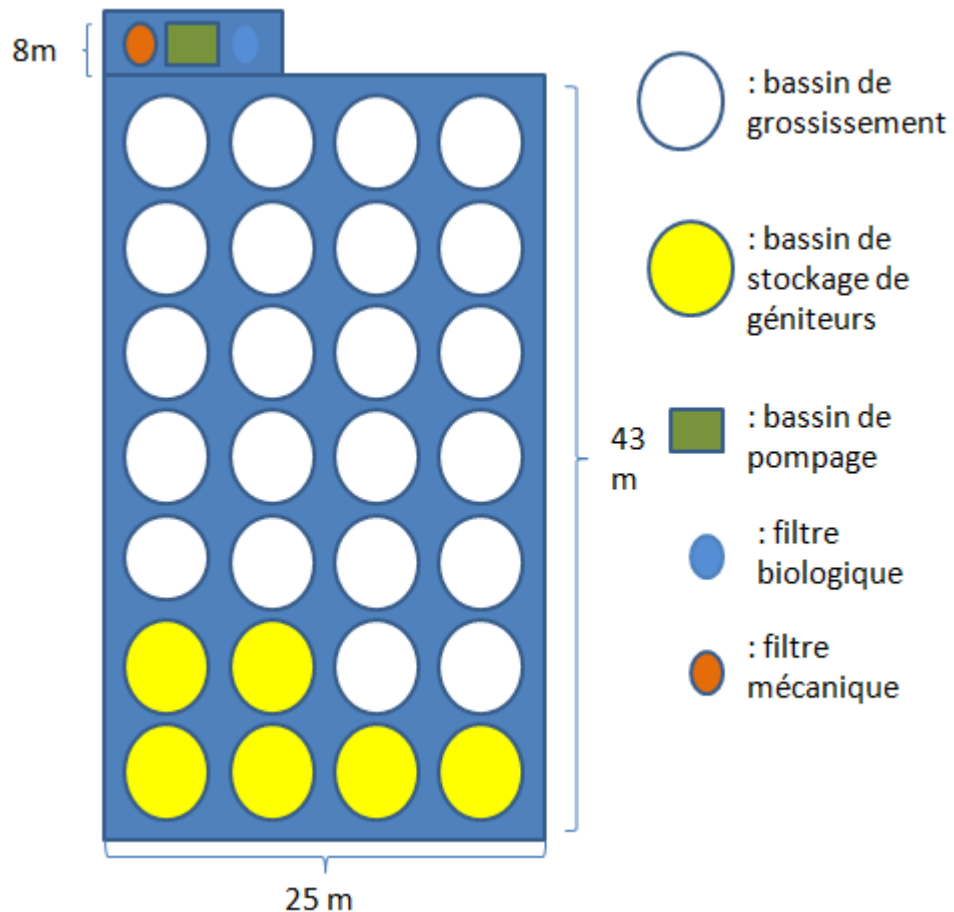 8m
: bassin de
grossissement
: bassin de
stockage de
géniteurs
43
m
: bassin de
pompage
: filtre
biologique
: filtre
mécanique
25 m